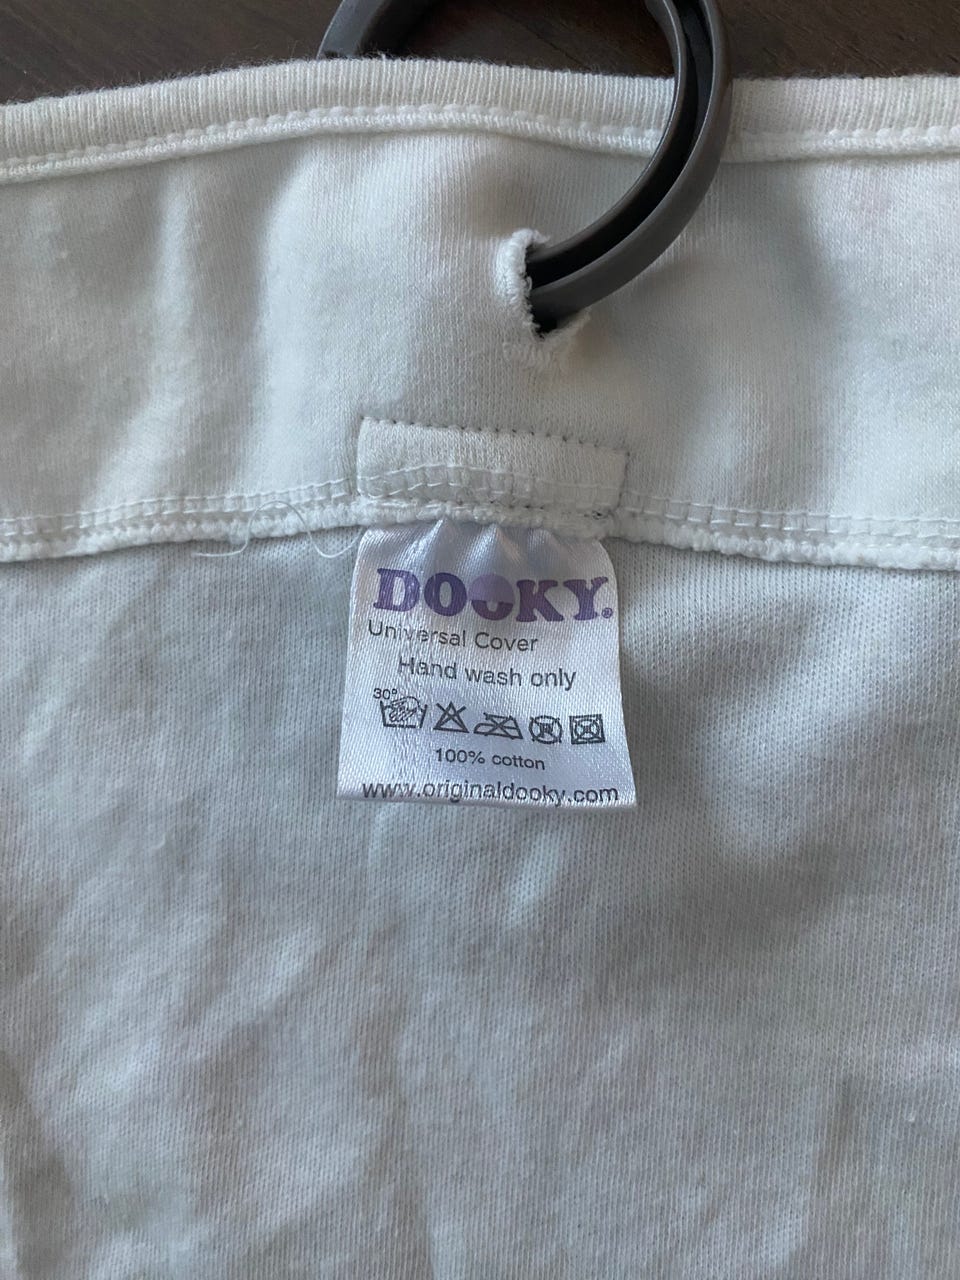 DOOKY®
Universal Cover
Hand wash only
30°
100% cotton
www.originaldooky.com